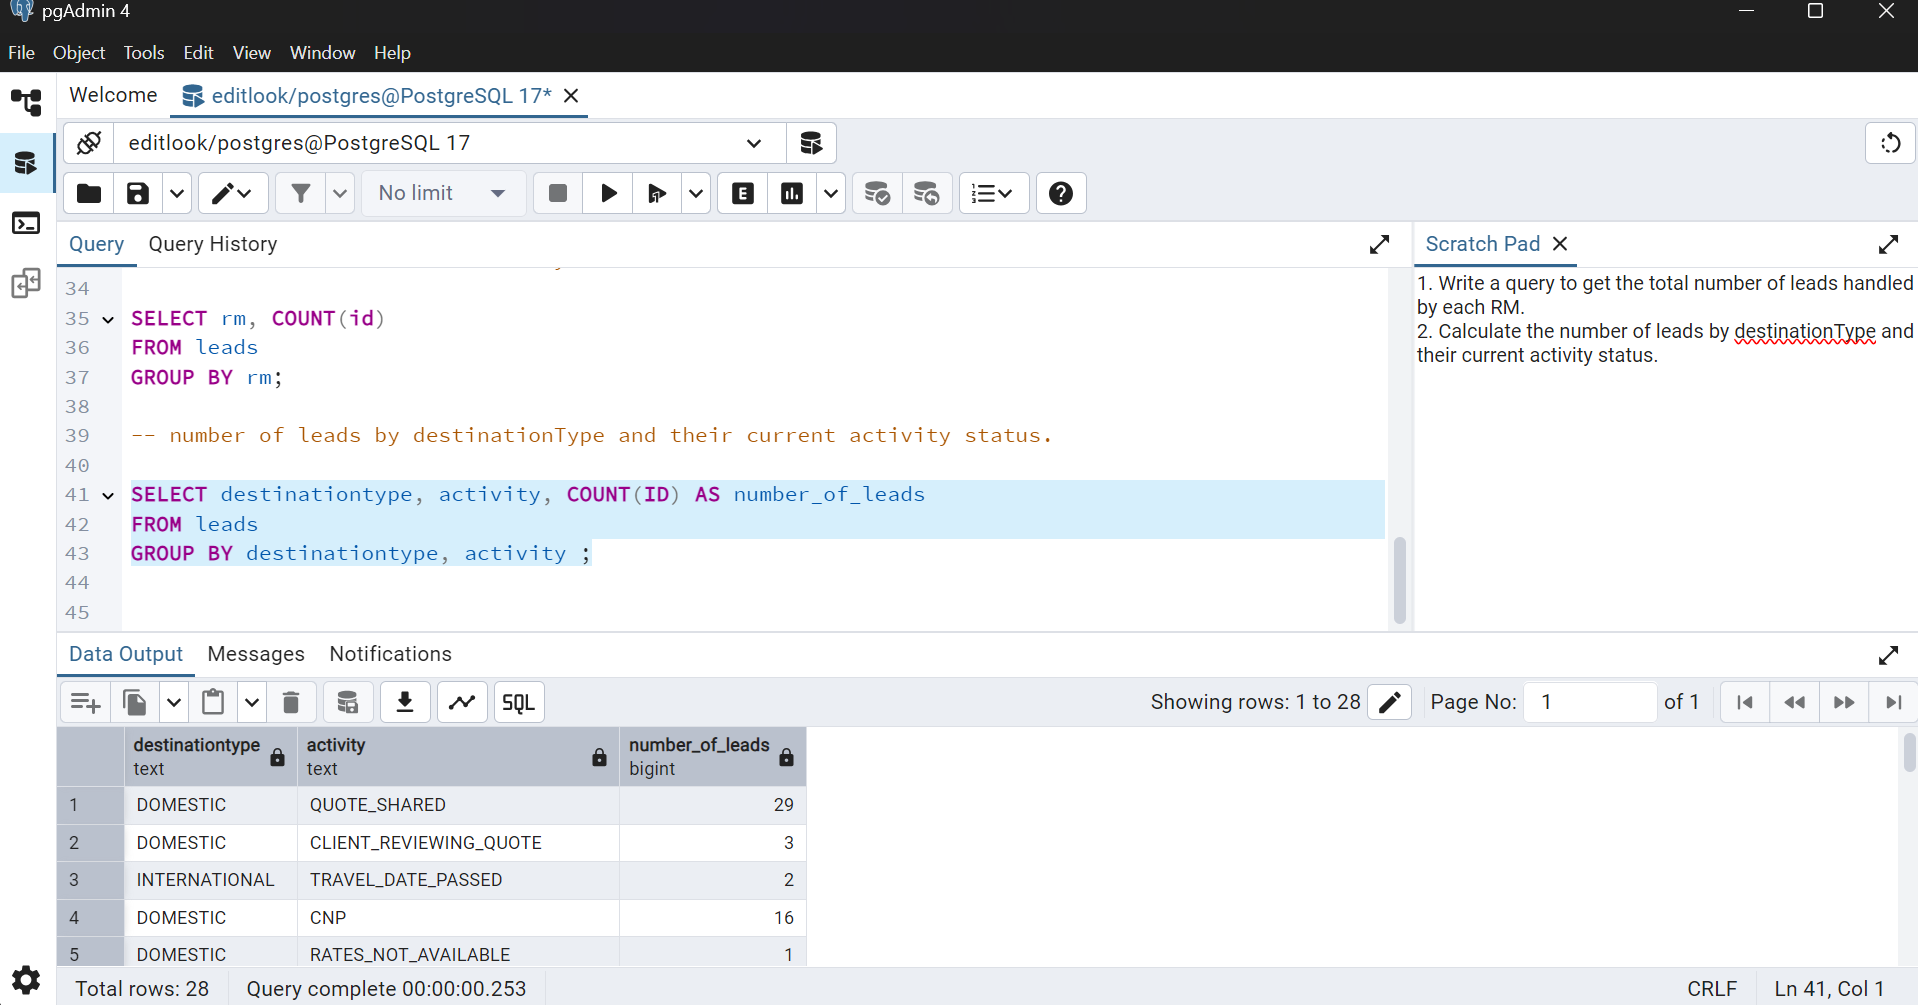 pgAdmin 4
File Object Tools Edit View Window Help
Welcome editlook/postgres@PostgreSQL 17*
editlook/postgres@PostgreSQL 17
No limit E
Query Query History
34
35 SELECT rm, COUNT(id)
36 FROM leads
37 GROUP BY rm;
38
39 -- number of leads by destinationType and their current activity status.
40
41 SELECT destinationtype, activity, COUNT(ID) AS number_of_leads
42 FROM leads
43 GROUP BY destinationtype, activity ;
44
45
Scratch Pad
1. Write a query to get the total number of leads handled
by each RM.
2. Calculate the number of leads by destinationType and
their current activity status.
Data Output Messages Notifications
SQL Showing rows: 1 to 28 Page No: 1 of 1
destinationtype activity number_of_leads
text text bigint
1 DOMESTIC QUOTE_SHARED 29
2 DOMESTIC CLIENT_REVIEWING_QUOTE 3
3 INTERNATIONAL TRAVEL_DATE_PASSED 2
4 DOMESTIC CNP 16
5 DOMESTIC RATES_NOT_AVAILABLE 1
Total rows: 28 Query complete 00:00:00.253 CRLF Ln 41, Col 1